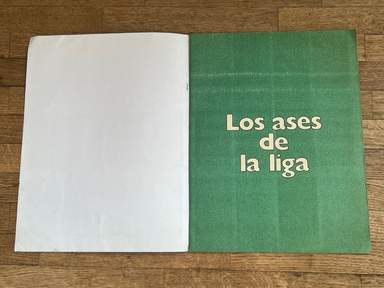 Los ases
de
la liga